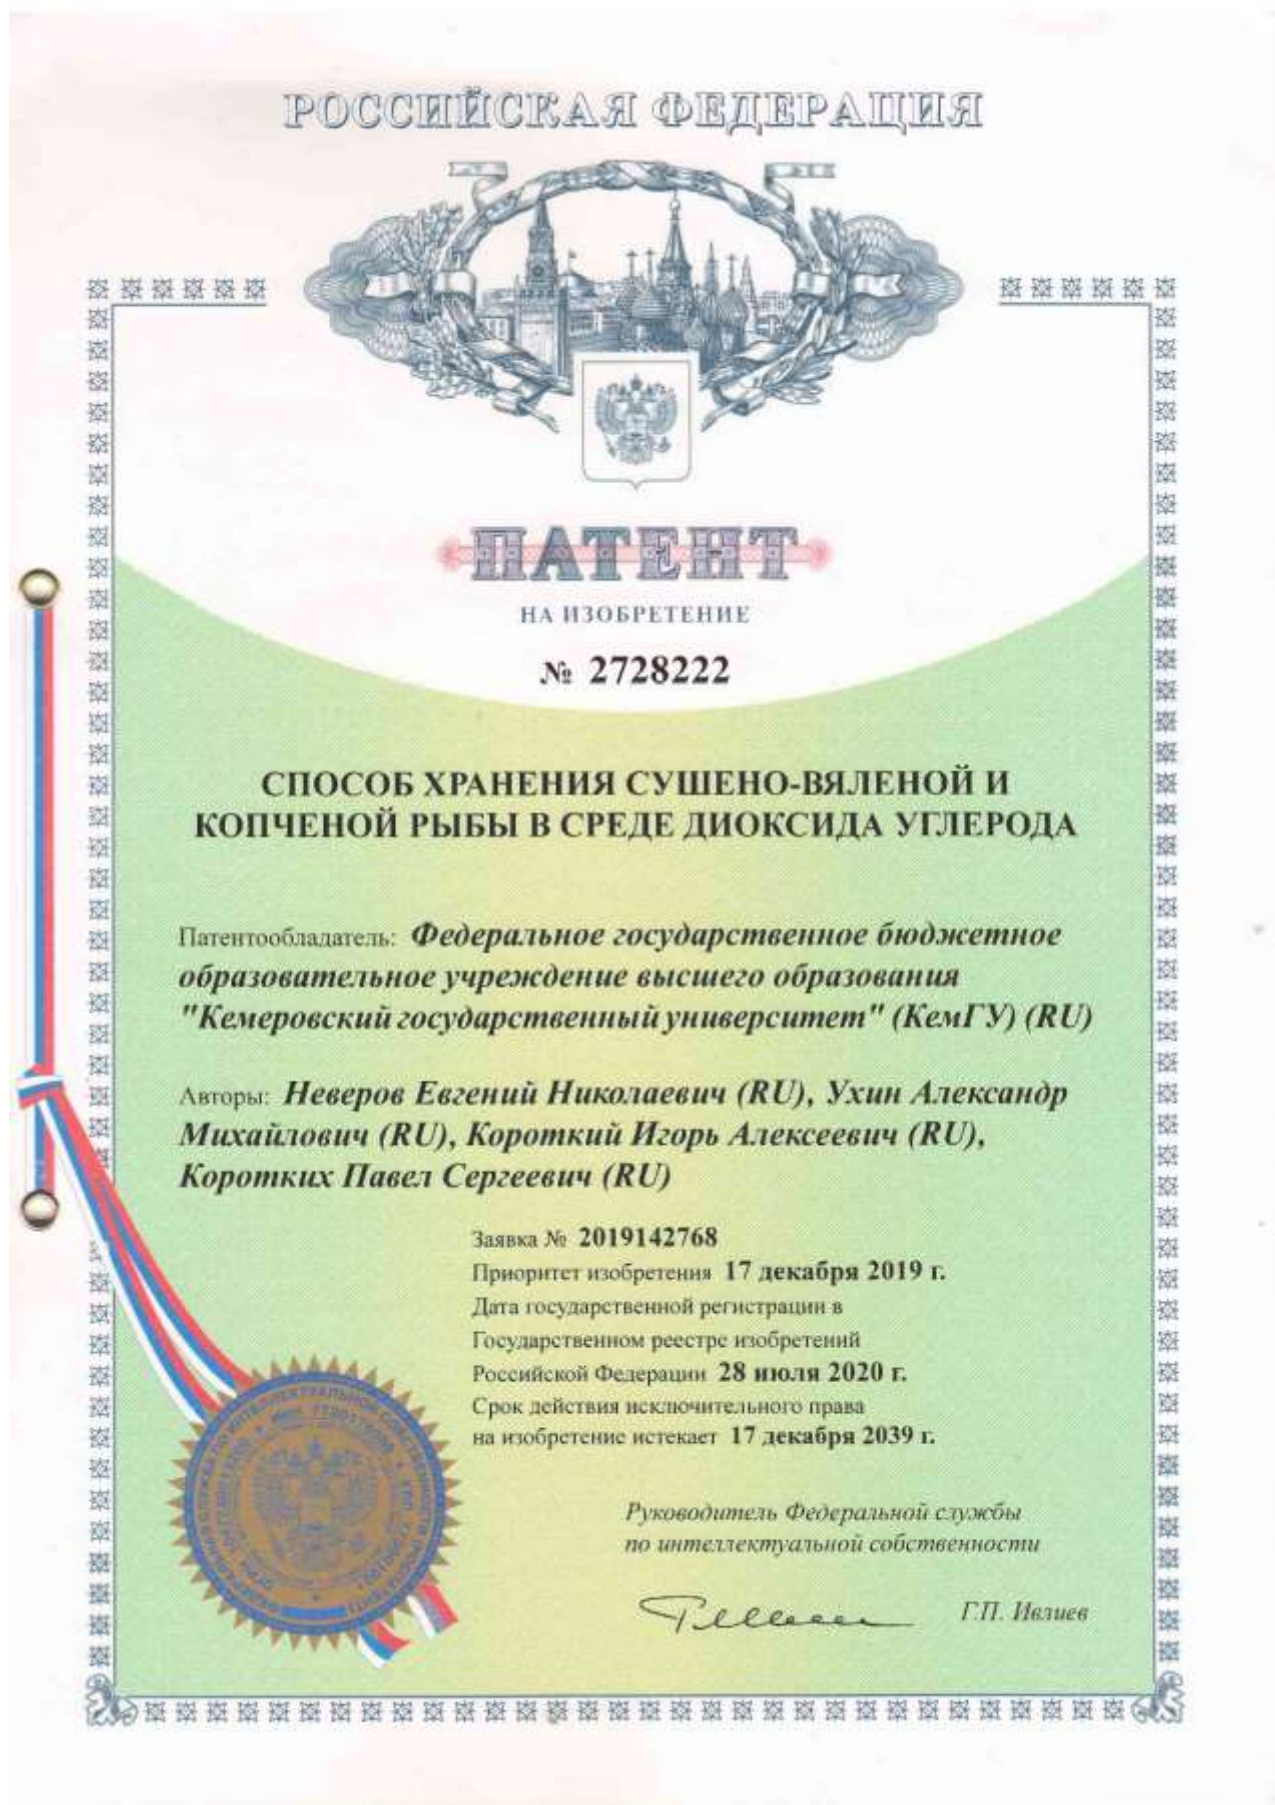 РОССИЙСКАЯ ФЕДЕРАЦИЯ
ПАТЕНТ
НА ИЗОБРЕТЕНИЕ
№ 2728222
СПОСОБ ХРАНЕНИЯ СУШЕНО-ВЯЛЕНОЙ И
КОПЧЕНОЙ РЫБЫ В СРЕДЕ ДИОКСИДА УГЛЕРОДА
Патентообладатель: Федеральное государственное бюджетное
образовательное учреждение высшего образования
"Кемеровский государственный университет" (КемГУ) (RU)
Авторы: Неверов Евгений Николаевич (RU), Ухин Александр
Михайлович (RU), Короткий Игорь Алексеевич (RU),
Коротких Павел Сергеевич (RU)
Заявка № 2019142768
Приоритет изобретения 17 декабря 2019 г.
Дата государственной регистрации в
Государственном реестре изобретений
Российской Федерации 28 июля 2020 г.
Срок действия исключительного права
на изобретение истекает 17 декабря 2039 г.
Руководитель Федеральной службы
по интеллектуальной собственности
Г.П. Ивлиев